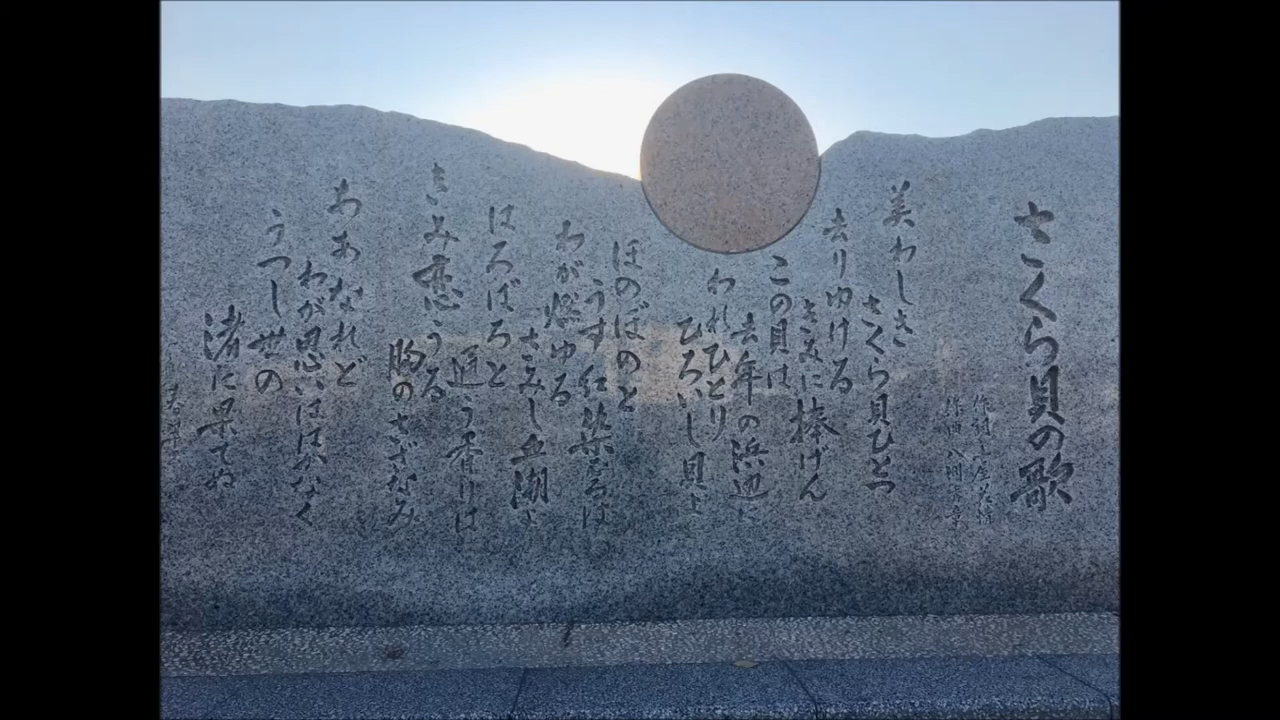 さくら貝の歌
作詞 土屋花情
作曲 八洲秀章
美わしき
さくら貝ひとつ
去りゆける
きみに捧げん
この貝は
去年の浜辺に
われひとり
ひろいし貝よ
ほのぼのと
うす紅染むるは
わが燃ゆる
さみし血潮よ
はろばろと
通う香りは
きみ恋うる
胸のさざなみ
ああなれど
わが思いははかなく
うつし世の
渚に果てぬ